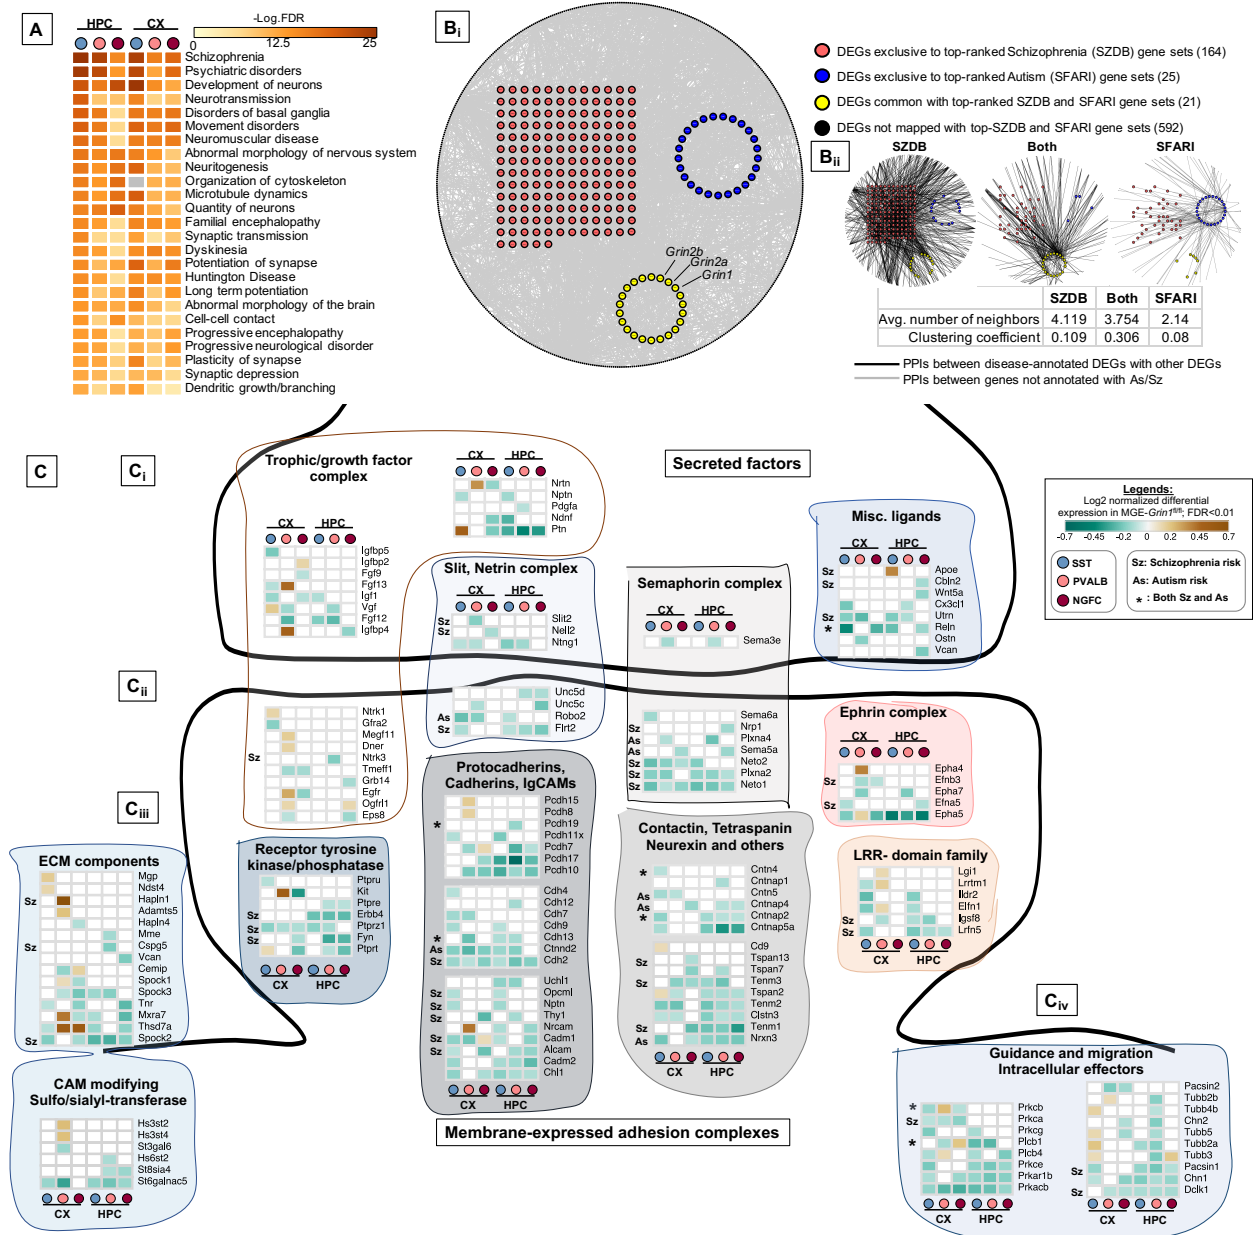 A
HPC CX
-Log.FDR
0 12.5 25
Schizophrenia
Psychiatric disorders
Development of neurons
Neurotransmission
Disorders of basal ganglia
Movement disorders
Neuromuscular disease
Abnormal morphology of nervous system
Neuritogenesis
Organization of cytoskeleton
Microtubule dynamics
Quantity of neurons
Familial encephalopathy
Synaptic transmission
Dyskinesia
Potentiation of synapse
Huntington Disease
Long term potentiation
Abnormal morphology of the brain
Cell-cell contact
Progressive encephalopathy
Progressive neurological disorder
Plasticity of synapse
Synaptic depression
Dendritic growth/branching
Bi
Grin2b
Grin2a
Grin1
DEGs exclusive to top-ranked Schizophrenia (SZDB) gene sets (164)
DEGs exclusive to top-ranked Autism (SFARI) gene sets (25)
DEGs common with top-ranked SZDB and SFARI gene sets (21)
DEGs not mapped with top-SZDB and SFARI gene sets (592)
Bii
SZDB Both SFARI
SZDB Both SFARI
Avg. number of neighbors 4.119 3.754 2.14
Clustering coefficient 0.109 0.306 0.08
PPIs between disease-annotated DEGs with other DEGs
PPIs between genes not annotated with As/Sz
C
Ci
Trophic/growth factor
complex
CX HPC
Nrtn
Nptn
Pdgfa
Ndnf
Ptn
CX HPC
Igfbp5
Igfbp2
Fgf9
Fgf13
Igf1
Vgf
Fgf12
Igfbp4
Secreted factors
Slit, Netrin complex
CX HPC
Sz Slit2
Sz Nell2
Ntng1
Semaphorin complex
CX HPC
Sema3e
Misc. ligands
CX HPC
Sz Apoe
Sz Cbln2
Wnt5a
Cx3cl1
Sz Utrn
* Reln
Ostn
Vcan
Legends:
Log2 normalized differential
expression in MGE-Grin1fl/fl; FDR<0.01
-0.7 -0.45 -0.2 0 0.2 0.45 0.7
SST
PVALB
NGFC
Sz: Schizophrenia risk
As: Autism risk
* : Both Sz and As
Cii
Ntrk1
Gfra2
Megf11
Dner
Sz Ntrk3
Tmeff1
Grb14
Egfr
Ogfrl1
Eps8
Unc5d
Unc5c
As Robo2
Sz Flrt2
Sema6a
Sz Nrp1
As Plxna4
As Sema5a
Sz Neto2
Sz Plxna2
Sz Neto1
Ephrin complex
CX HPC
Epha4
Sz Efnb3
Epha7
Sz Efna5
Epha5
Ciii
ECM components
Mgp
Ndst4
Sz Hapln1
Adamts5
Hapln4
Mme
Sz Cspg5
Vcan
Cemip
Spock1
Spock3
Tnr
Mxra7
Thsd7a
Sz Spock2
Receptor tyrosine
kinase/phosphatase
Ptpru
Kit
Ptpre
Sz Erbb4
Sz Ptprz1
Sz Fyn
Ptprt
CX HPC
Protocadherins,
Cadherins, IgCAMs
Pcdh15
Pcdh8
* Pcdh19
Pcdh11x
Pcdh7
Pcdh17
Pcdh10
Cdh4
Cdh12
Cdh7
Cdh9
* Cdh13
As Ctnnd2
Sz Cdh2
Uchl1
Sz Opcml
Sz Nptn
Sz Thy1
Nrcam
Sz Cadm1
Sz Alcam
Cadm2
Chl1
CX HPC
Contactin, Tetraspanin
Neurexin and others
* Cntn4
Cntnap1
As Cntn5
As Cntnap4
* Cntnap2
Cntnap5a
Cd9
Sz Tspan13
Tspan7
Sz Tenm3
Tspan2
Tenm2
Clstn3
Sz Tenm1
As Nrxn3
CX HPC
LRR- domain family
Lgi1
Lrrtm1
Ildr2
Elfn1
Sz Igsf8
Sz Lrfn5
CX HPC
CAM modifying
Sulfo/sialyl-transferase
Hs3st2
Hs3st4
St3gal6
Hs6st2
St8sia4
St6galnac5
CX HPC
Membrane-expressed adhesion complexes
Civ
Guidance and migration
Intracellular effectors
* Prkcb
Sz Prkca
Prkcg
* Plcb1
Plcb4
Prkce
Prkar1b
Prkacb
CX HPC
Pacsin2
Tubb2b
Tubb4b
Chn2
Tubb5
Tubb2a
Tubb3
Sz Pacsin1
Chn1
Sz Dclk1
CX HPC